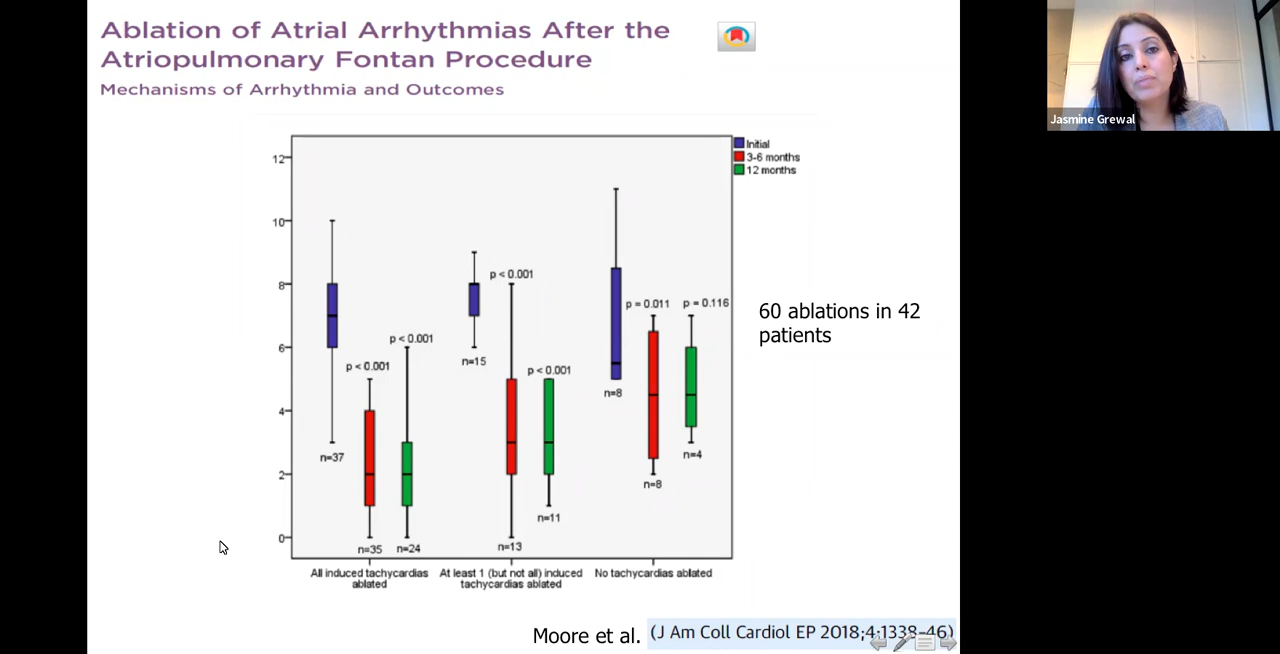 Ablation of Atrial Arrhythmias After the
Atriopulmonary Fontan Procedure
Mechanisms of Arrhythmia and Outcomes
Jasmine Grewal
Initial
3-6 months
12 months
12
10
8
6
4
2
0
n=37
p < 0.001
n=35
p < 0.001
n=24
n=15
p < 0.001
n=13
p < 0.001
n=11
n=8
p = 0.011
n=8
p = 0.116
n=4
All induced tachycardias
ablated
At least 1 (but not all) induced
tachycardias ablated
No tachycardias ablated
60 ablations in 42
patients
Moore et al. (J Am Coll Cardiol EP 2018;4:1338–46)